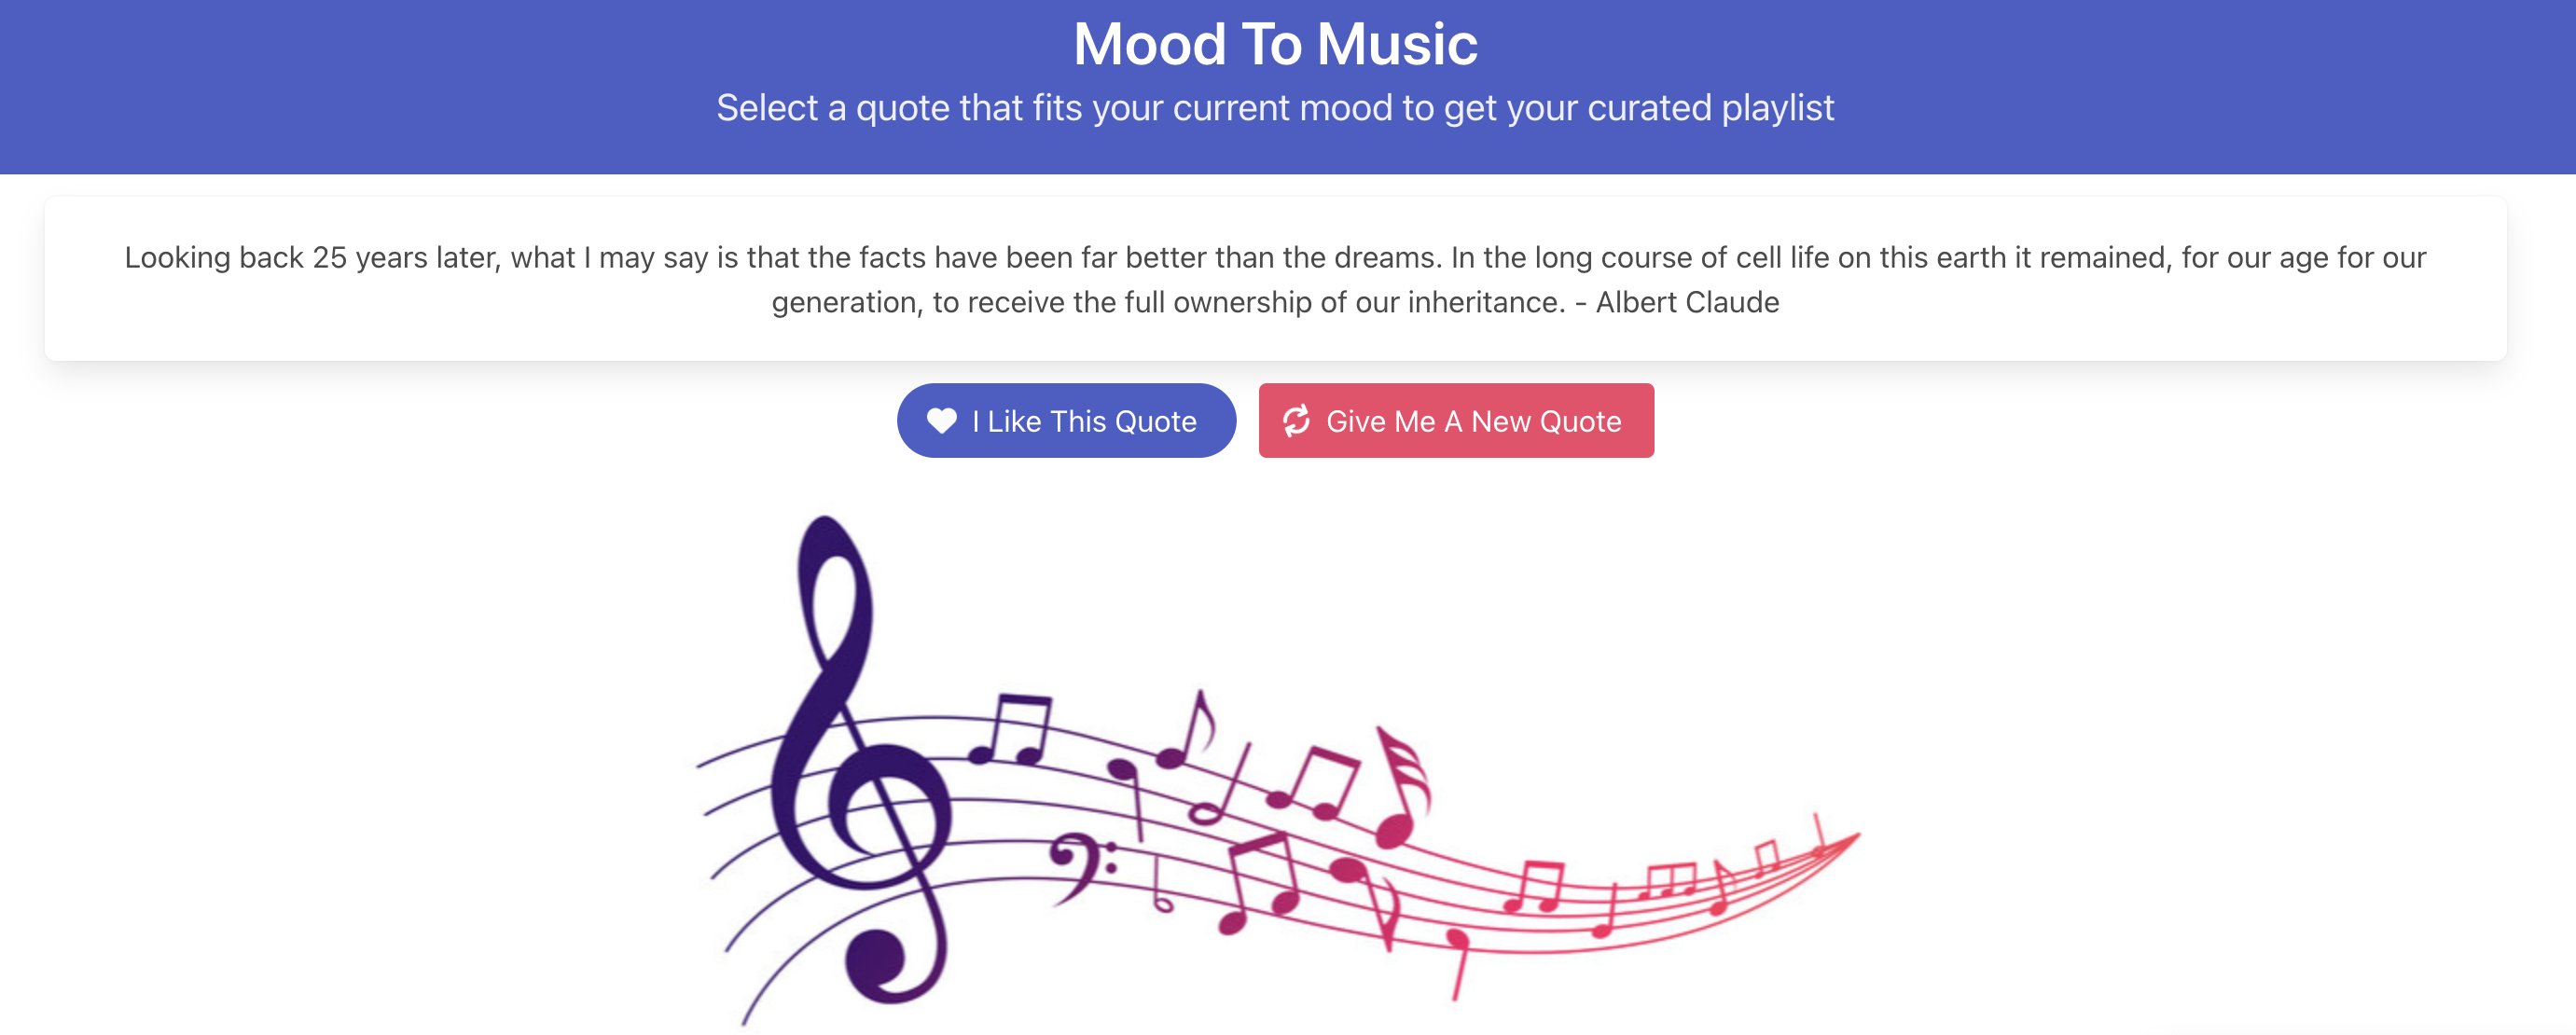 Mood To Music
Select a quote that fits your current mood to get your curated playlist
Looking back 25 years later, what I may say is that the facts have been far better than the dreams. In the long course of cell life on this earth it remained, for our age for our
generation, to receive the full ownership of our inheritance. - Albert Claude
I Like This Quote
Give Me A New Quote